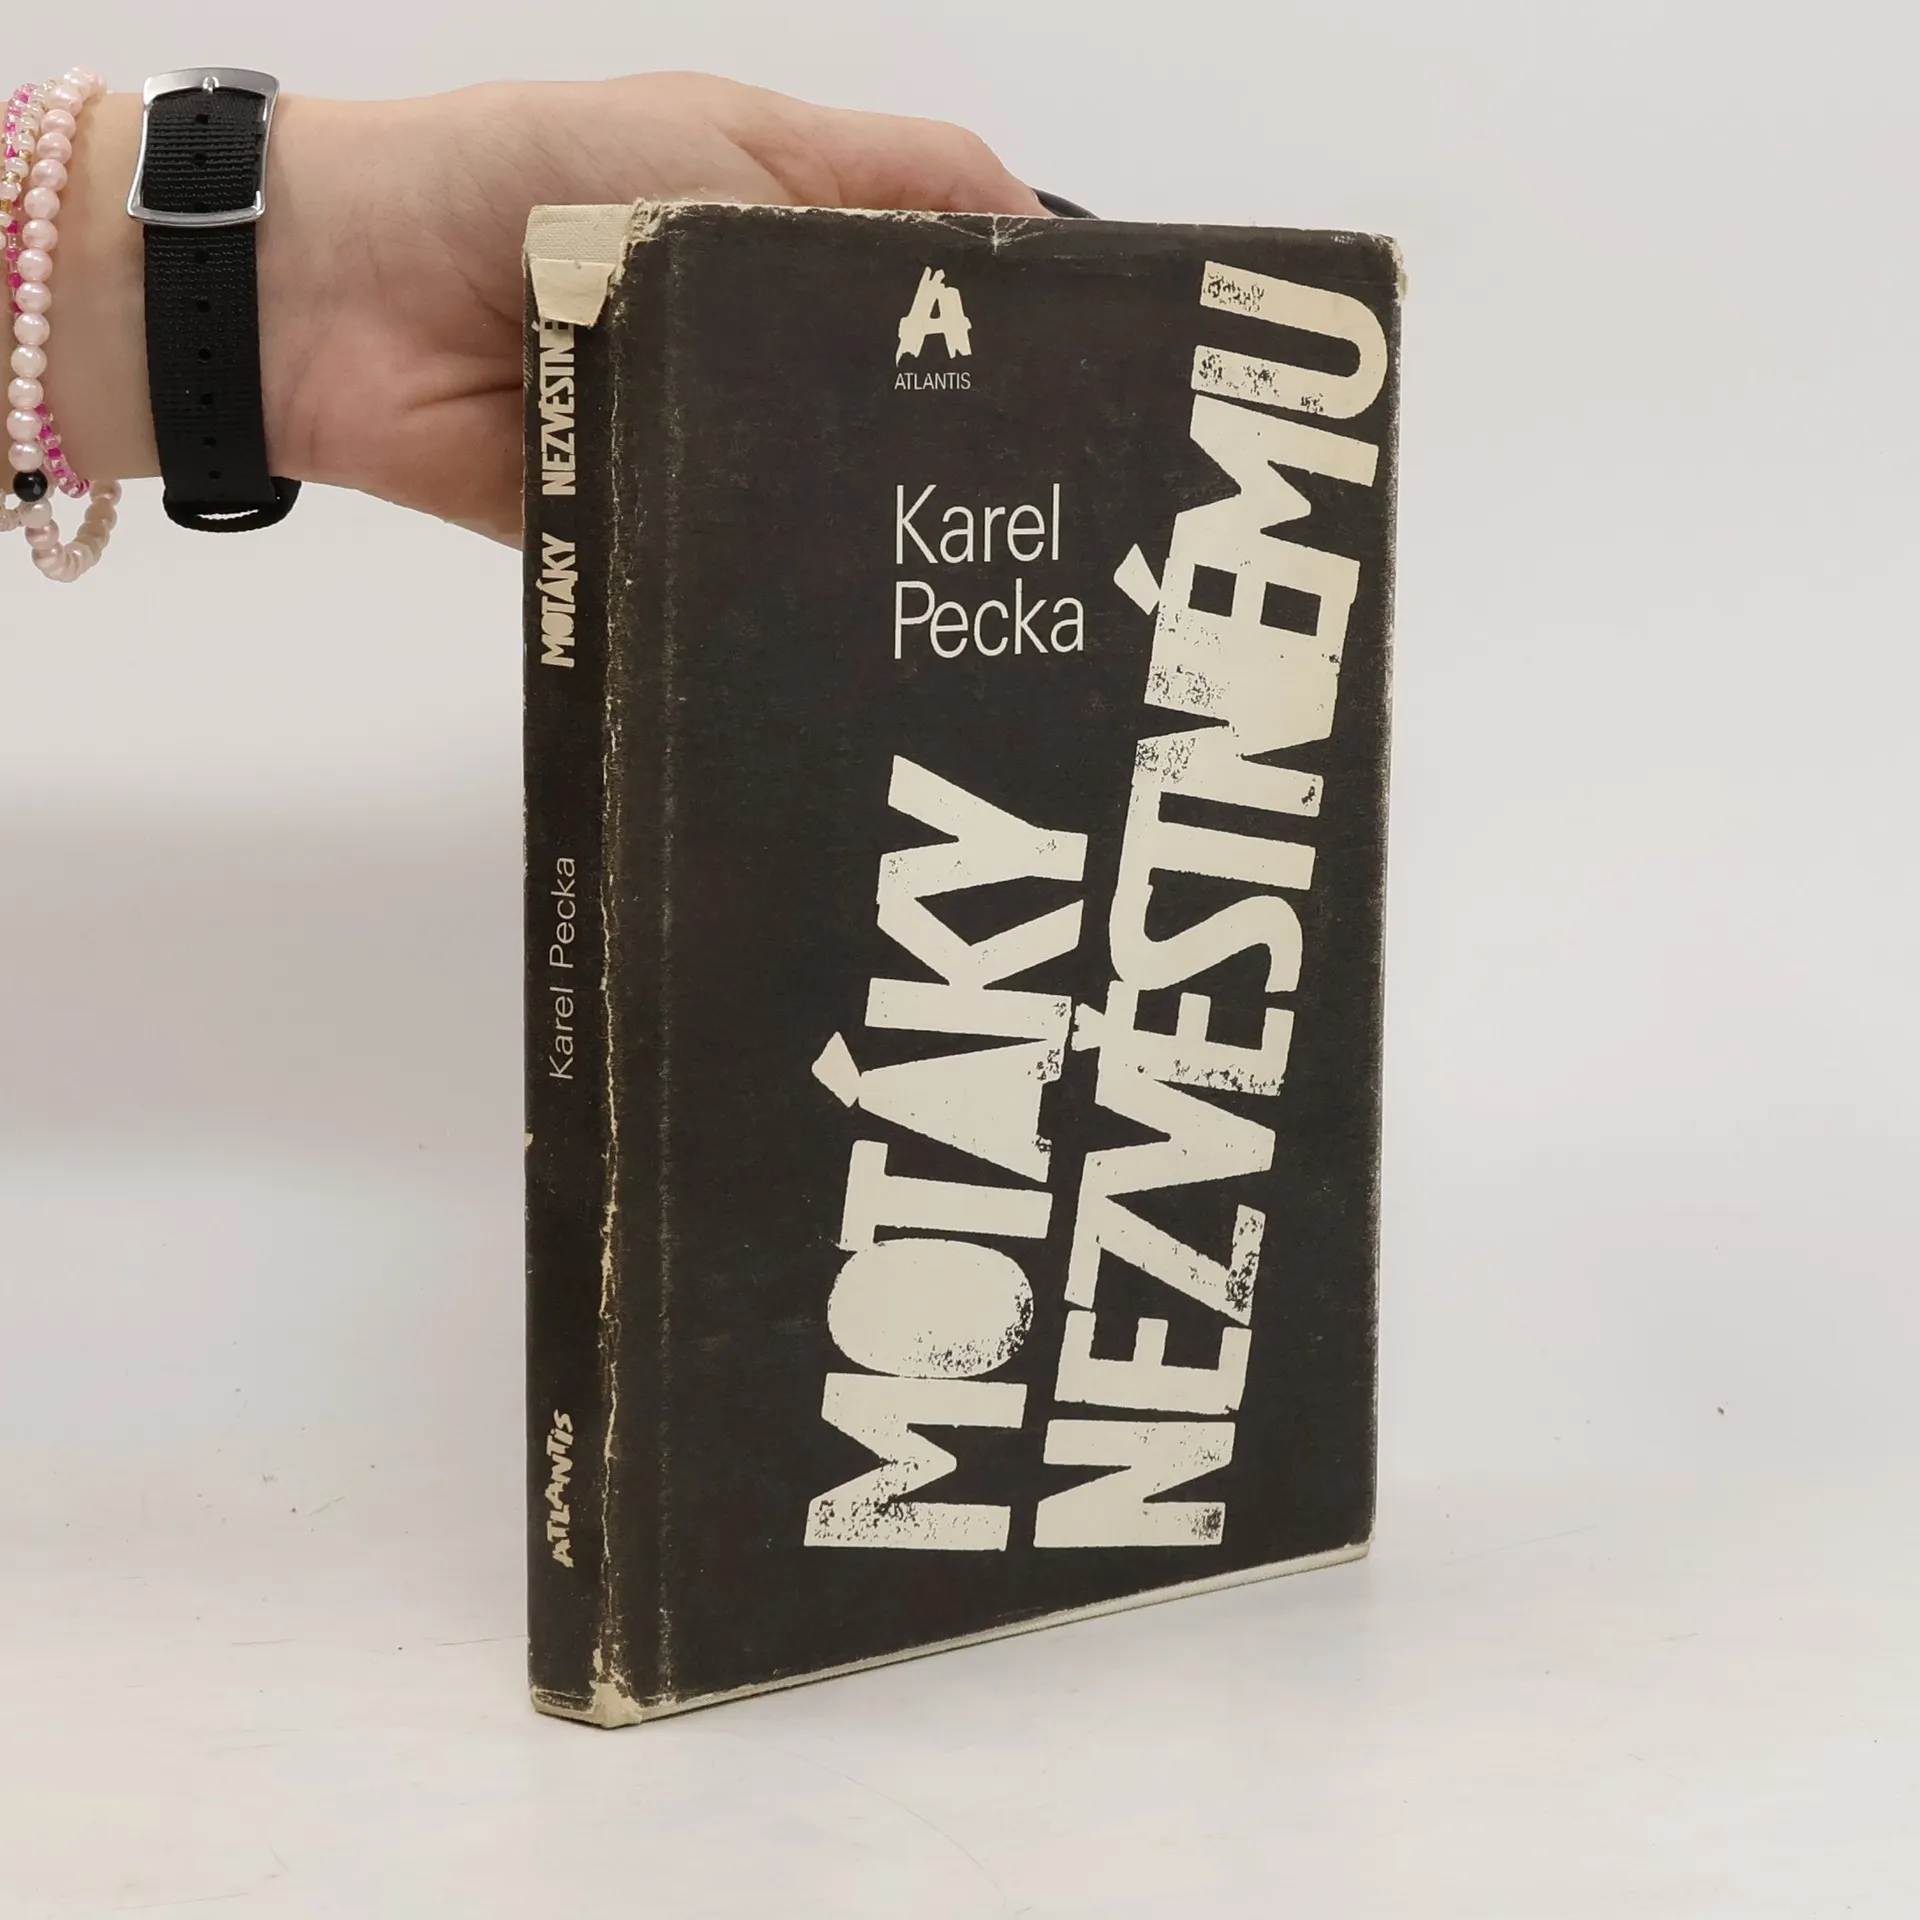 ATLANTIS
Karel
Pecka
MOTÁKY
NEZVĚSTNÉMU
MOTÁKY NEZVĚSTNÉ
Karel Pecka
ATLANTIS